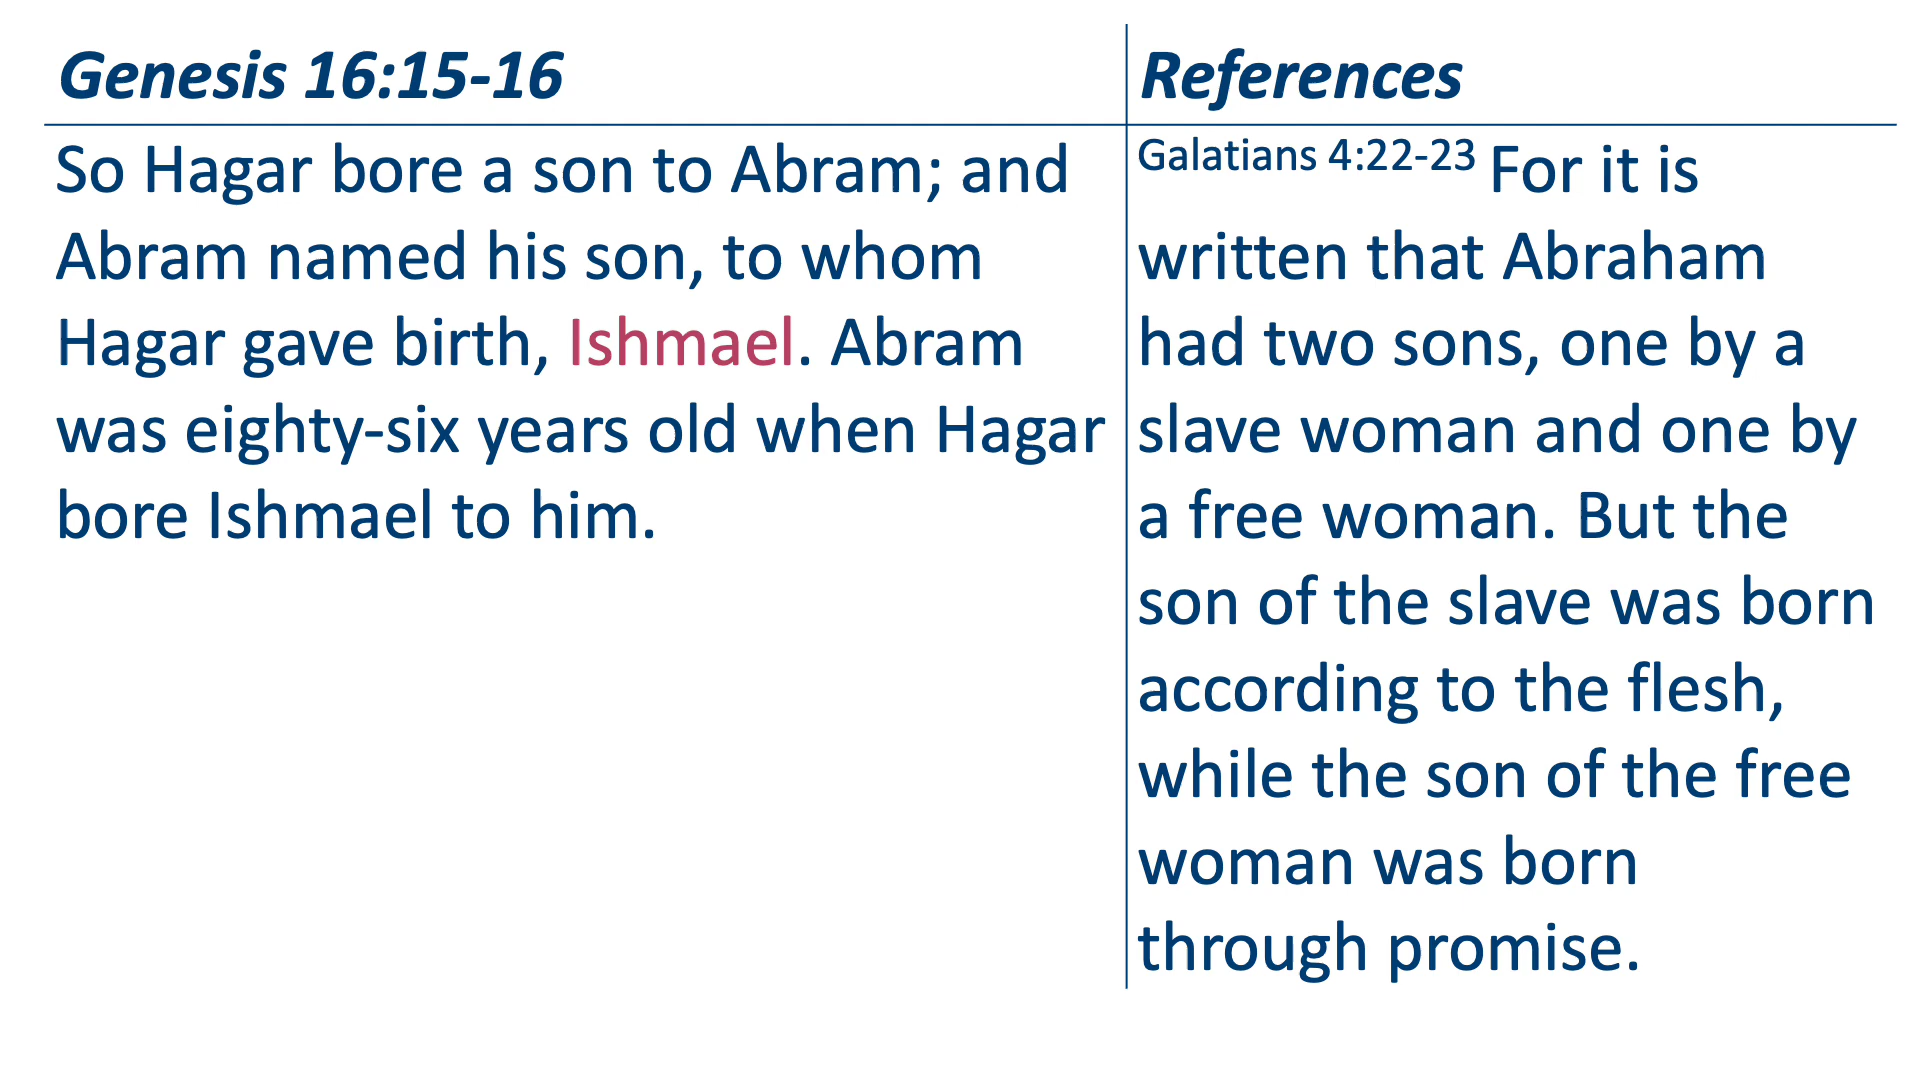 Genesis 16:15-16
So Hagar bore a son to Abram; and
Abram named his son, to whom
Hagar gave birth, Ishmael. Abram
was eighty-six years old when Hagar
bore Ishmael to him.
References
Galatians 4:22-23 For it is
written that Abraham
had two sons, one by a
slave woman and one by
a free woman. But the
son of the slave was born
according to the flesh,
while the son of the free
woman was born
through promise.